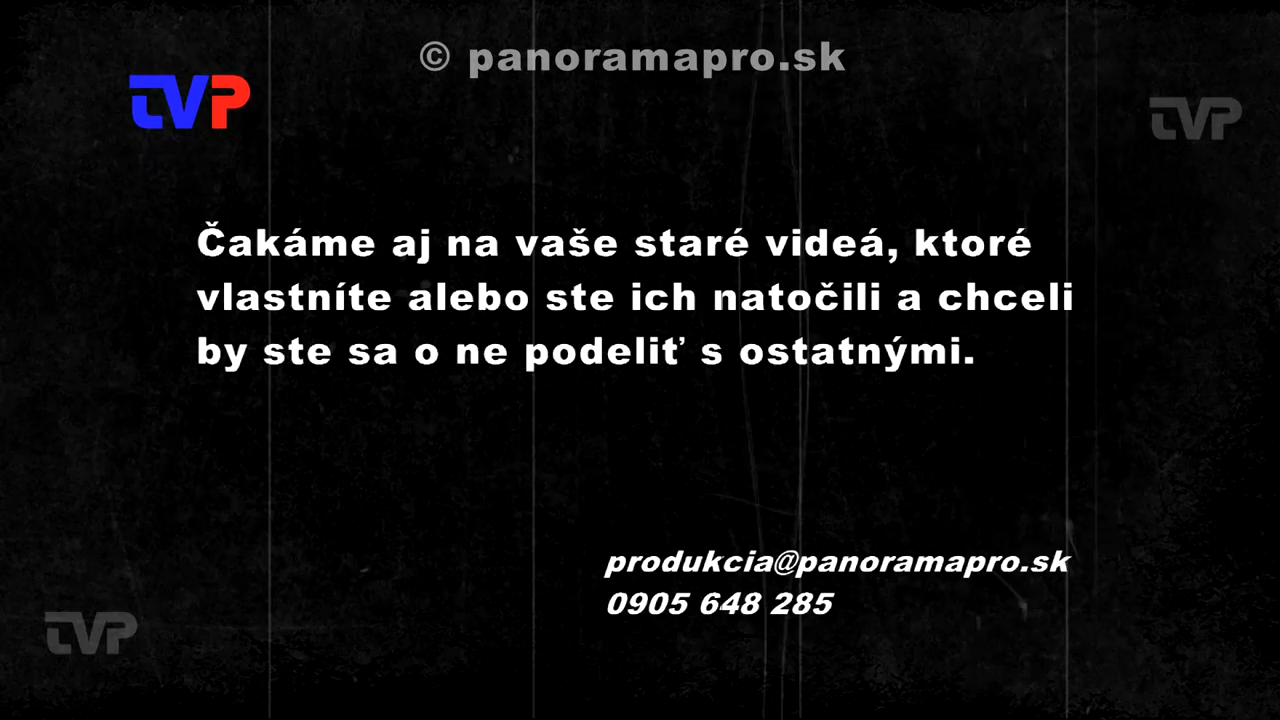 © panoramapro.sk
TVP
TVP
Čakáme aj na vaše staré videá, ktoré
vlastníte alebo ste ich natočili a chceli
by ste sa o ne podeliť s ostatnými.
produkcia@panoramapro.sk
0905 648 285
TVP